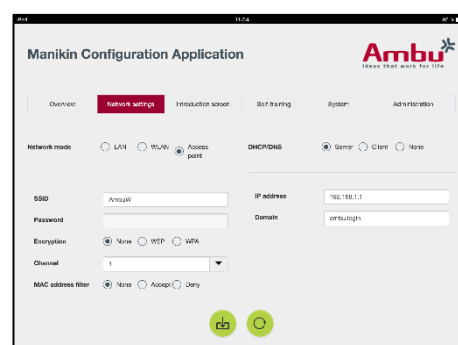 iPad 11:54
Manikin Configuration Application
Ambu
Ideas that work for life
Overview Network settings Introduction screen Self-training System Administration
Network mode LAN WLAN Access point DHCP/DNS Server Client None
SSID AmbuW IP address 192.168.1.1
Password Domain ambu.login
Encryption None WEP WPA
Channel 1
MAC address filter None Accept Deny